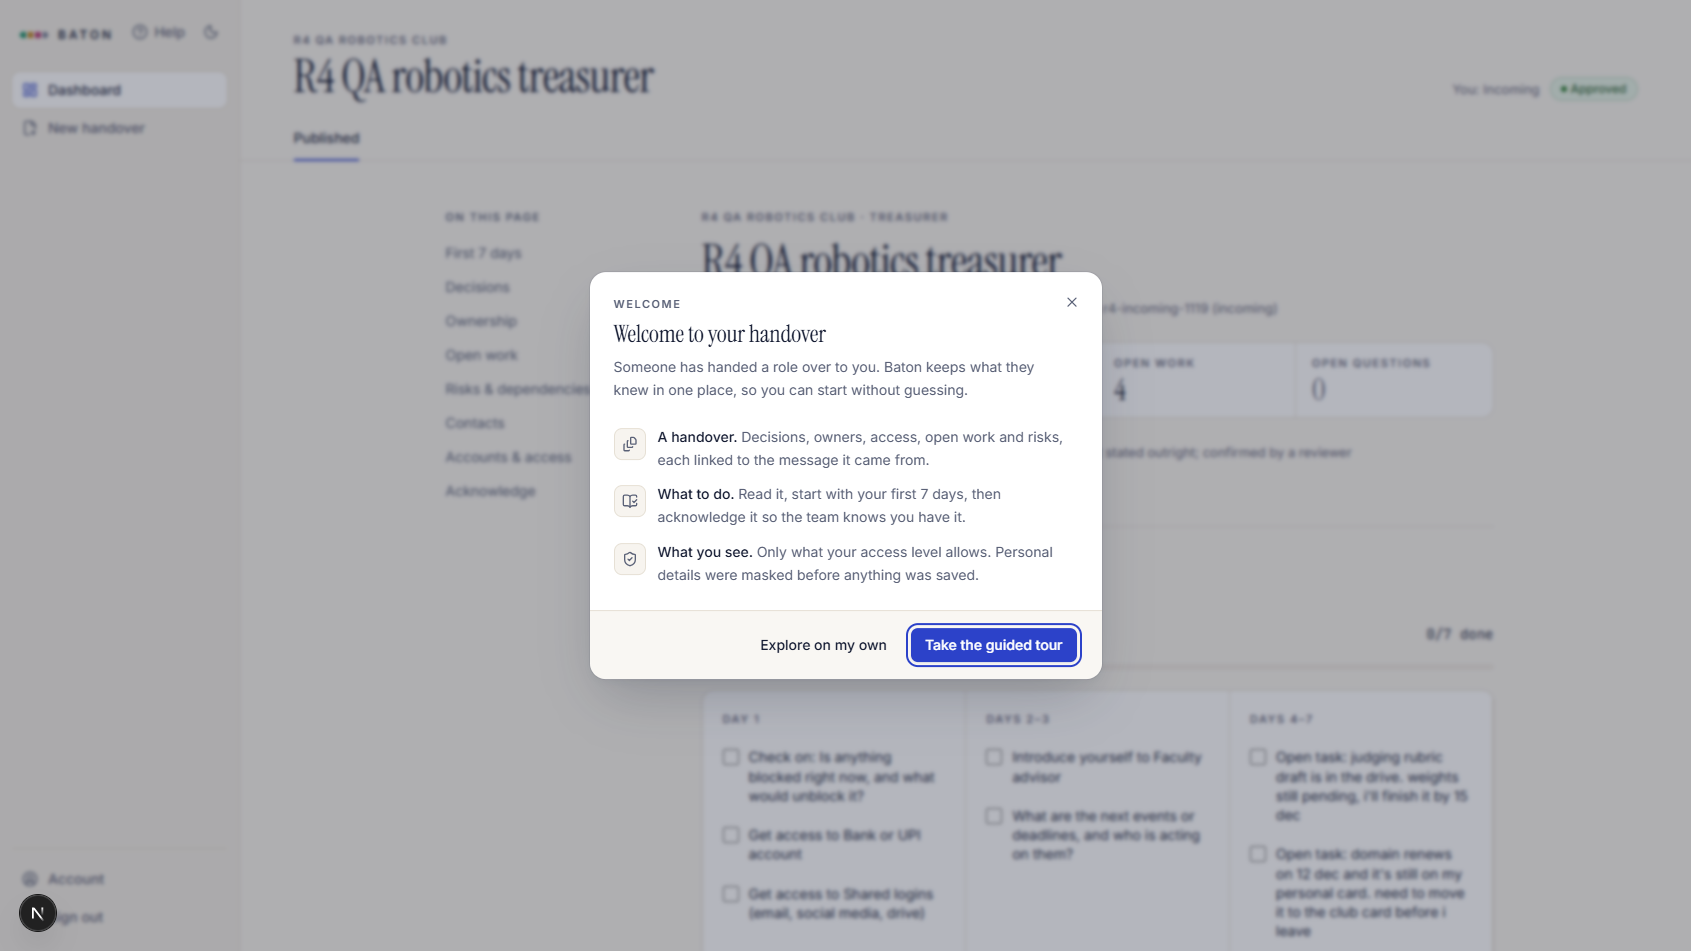 BATON
Help
Dashboard
New handover
Account
gn out
N
R4 QA ROBOTICS CLUB
R4 QA robotics treasurer
You: Incoming
Approved
Published
ON THIS PAGE
First 7 days
Decisions
Ownership
Open work
Risks & dependencies
Contacts
Accounts & access
Acknowledge
R4 QA ROBOTICS CLUB · TREASURER
R4 QA robotics treasurer
r4-incoming-1119 (incoming)
OPEN WORK
4
OPEN QUESTIONS
0
stated outright; confirmed by a reviewer
WELCOME
Welcome to your handover
Someone has handed a role over to you. Baton keeps what they
knew in one place, so you can start without guessing.
A handover. Decisions, owners, access, open work and risks,
each linked to the message it came from.
What to do. Read it, start with your first 7 days, then
acknowledge it so the team knows you have it.
What you see. Only what your access level allows. Personal
details were masked before anything was saved.
Explore on my own
Take the guided tour
0/7 done
DAY 1
Check on: Is anything
blocked right now, and what
would unblock it?
Get access to Bank or UPI
account
Get access to Shared logins
(email, social media, drive)
DAYS 2–3
Introduce yourself to Faculty
advisor
What are the next events or
deadlines, and who is acting
on them?
DAYS 4–7
Open task: judging rubric
draft is in the drive. weights
still pending, i'll finish it by 15
dec
Open task: domain renews
on 12 dec and it's still on my
personal card. need to move
it to the club card before i
leave